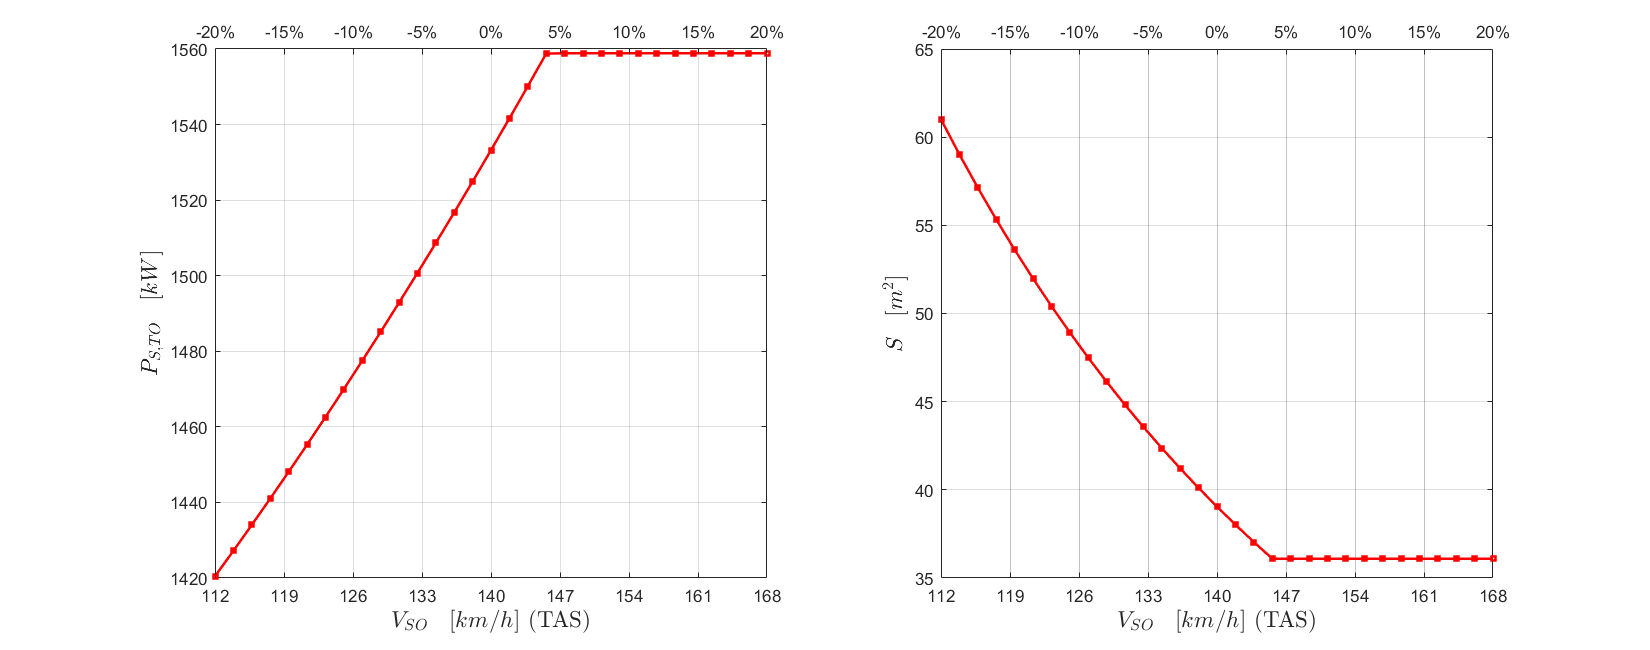 -20% -15% -10% -5% 0% 5% 10% 15% 20%
1560
1540
1520
1500
1480
1460
1440
1420
P_{S,TO} [kW]
112 119 126 133 140 147 154 161 168
V_{SO} [km/h] (TAS)
-20% -15% -10% -5% 0% 5% 10% 15% 20%
65
60
55
50
45
40
35
S [m^2]
112 119 126 133 140 147 154 161 168
V_{SO} [km/h] (TAS)